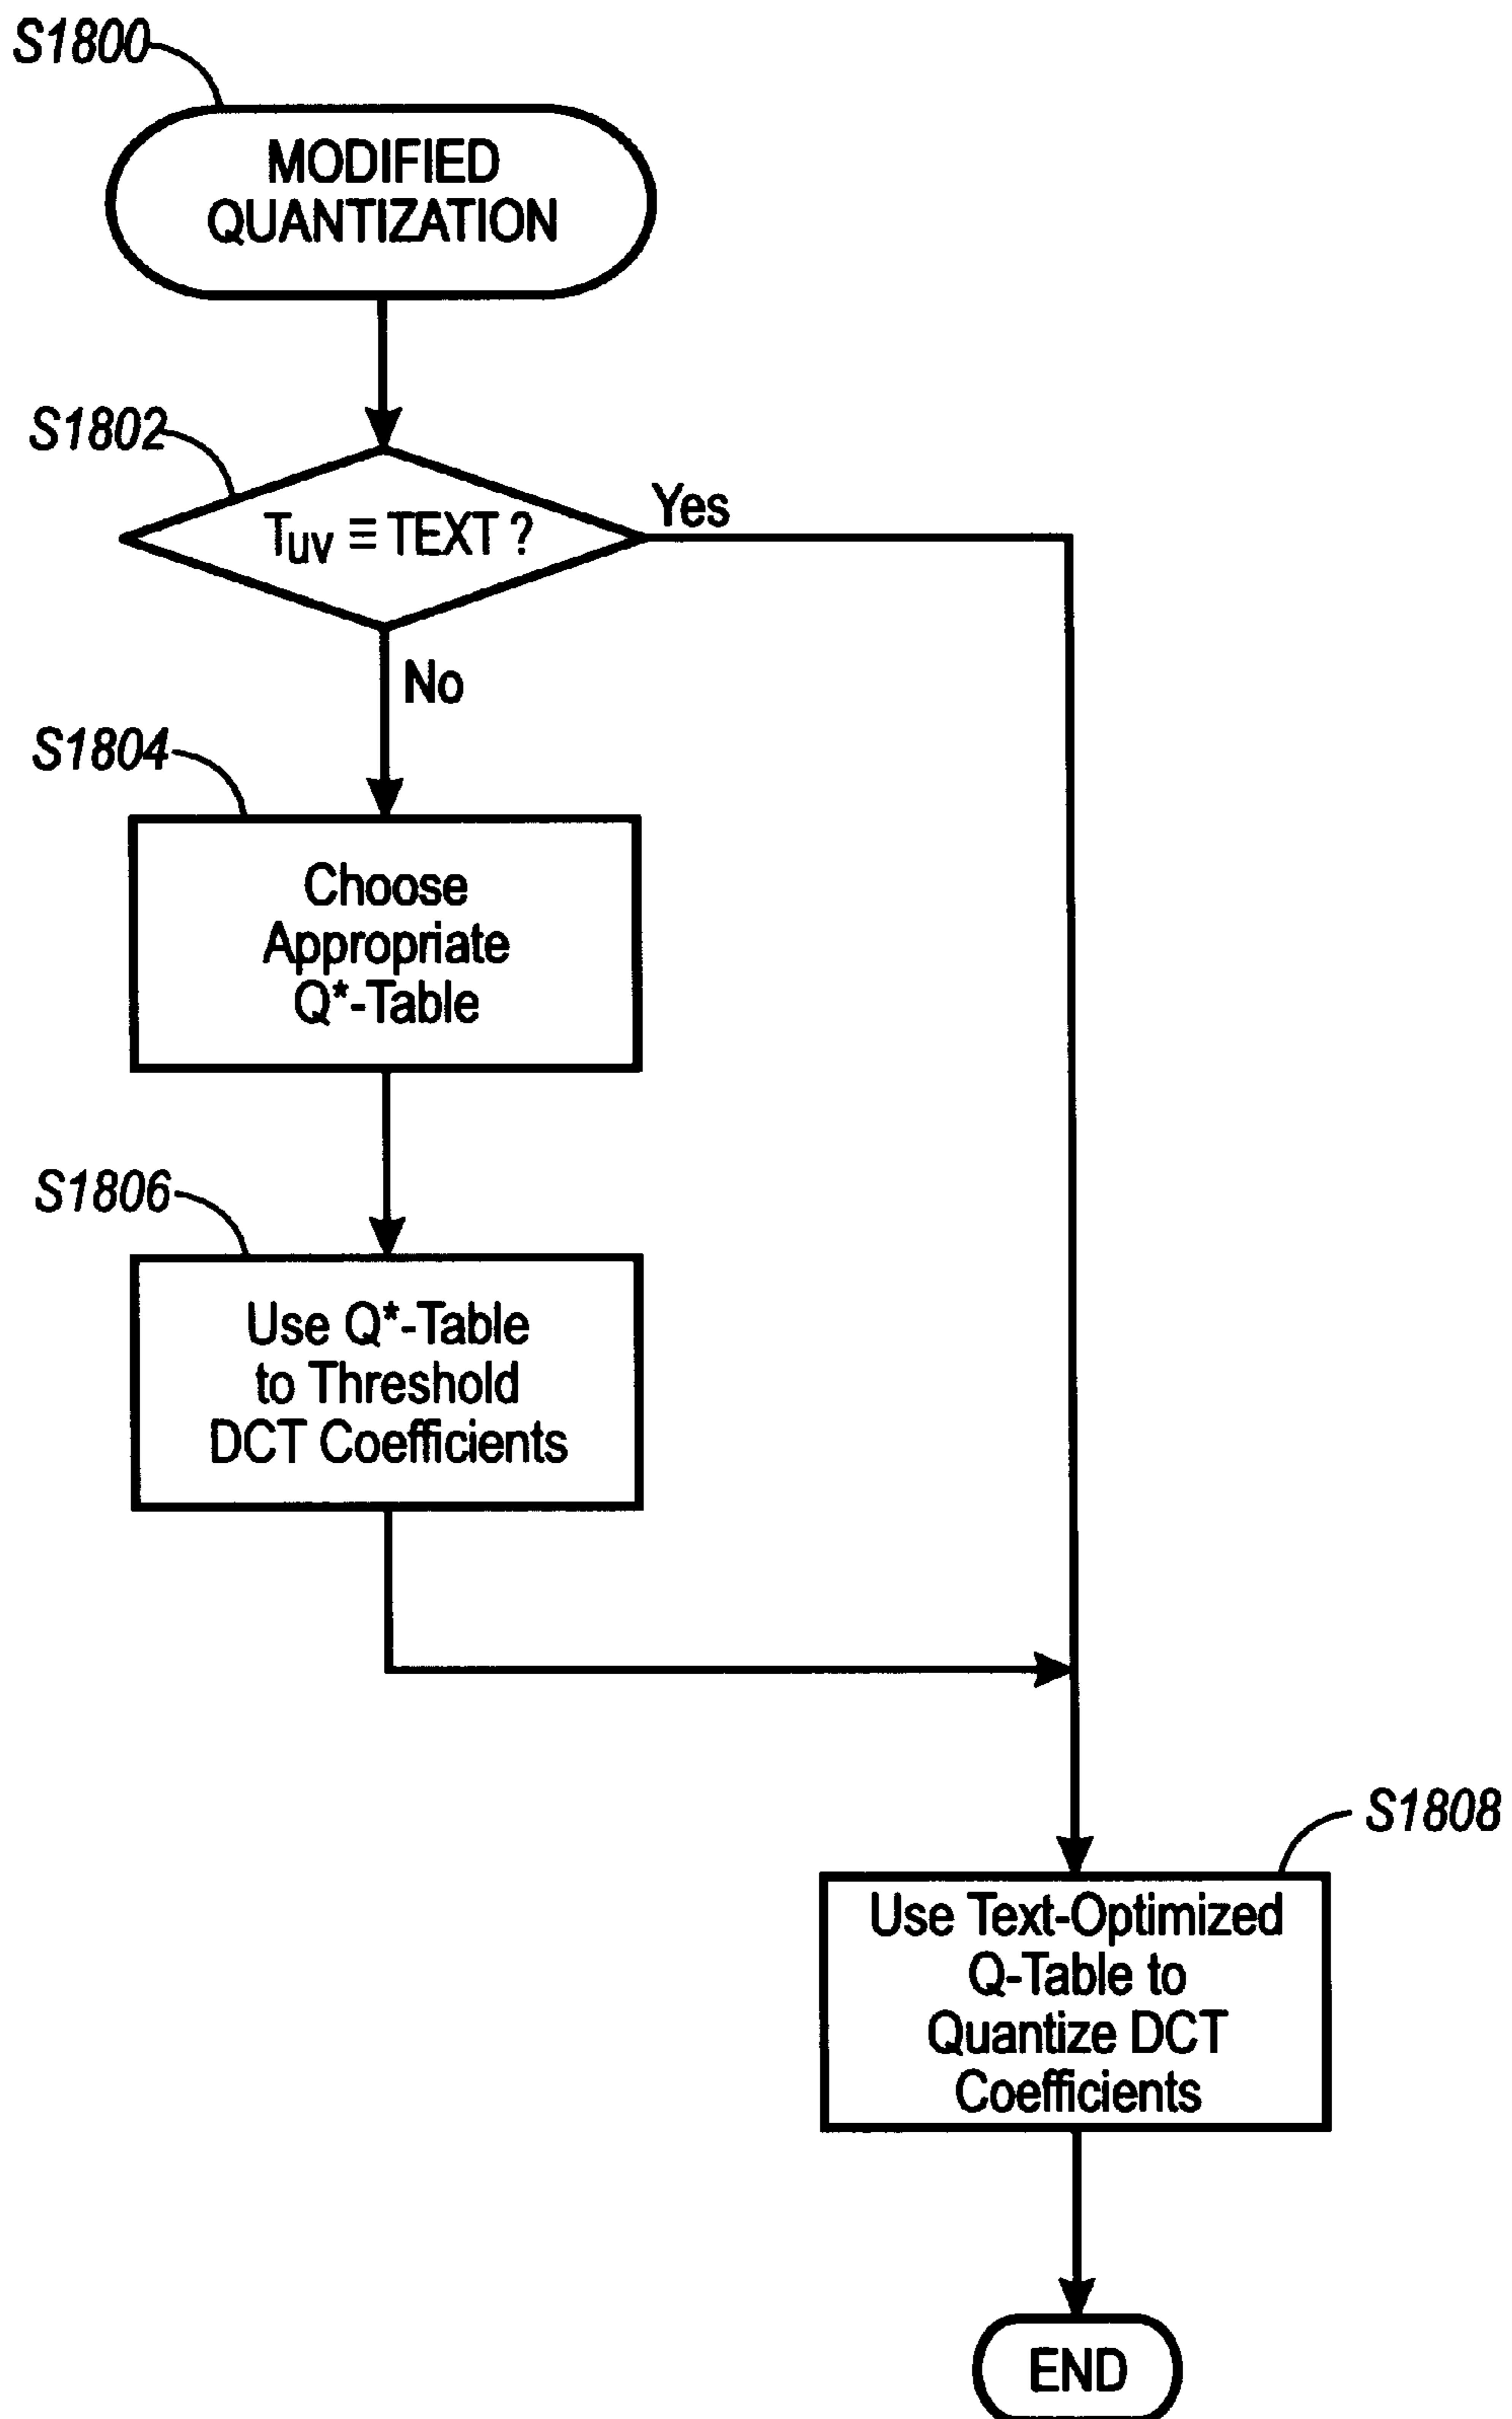 S1800
MODIFIED
QUANTIZATION
S1802
Tuv ≡ TEXT ?
Yes
No
S1804
Choose
Appropriate
Q*-Table
S1806
Use Q*-Table
to Threshold
DCT Coefficients
S1808
Use Text-Optimized
Q-Table to
Quantize DCT
Coefficients
END